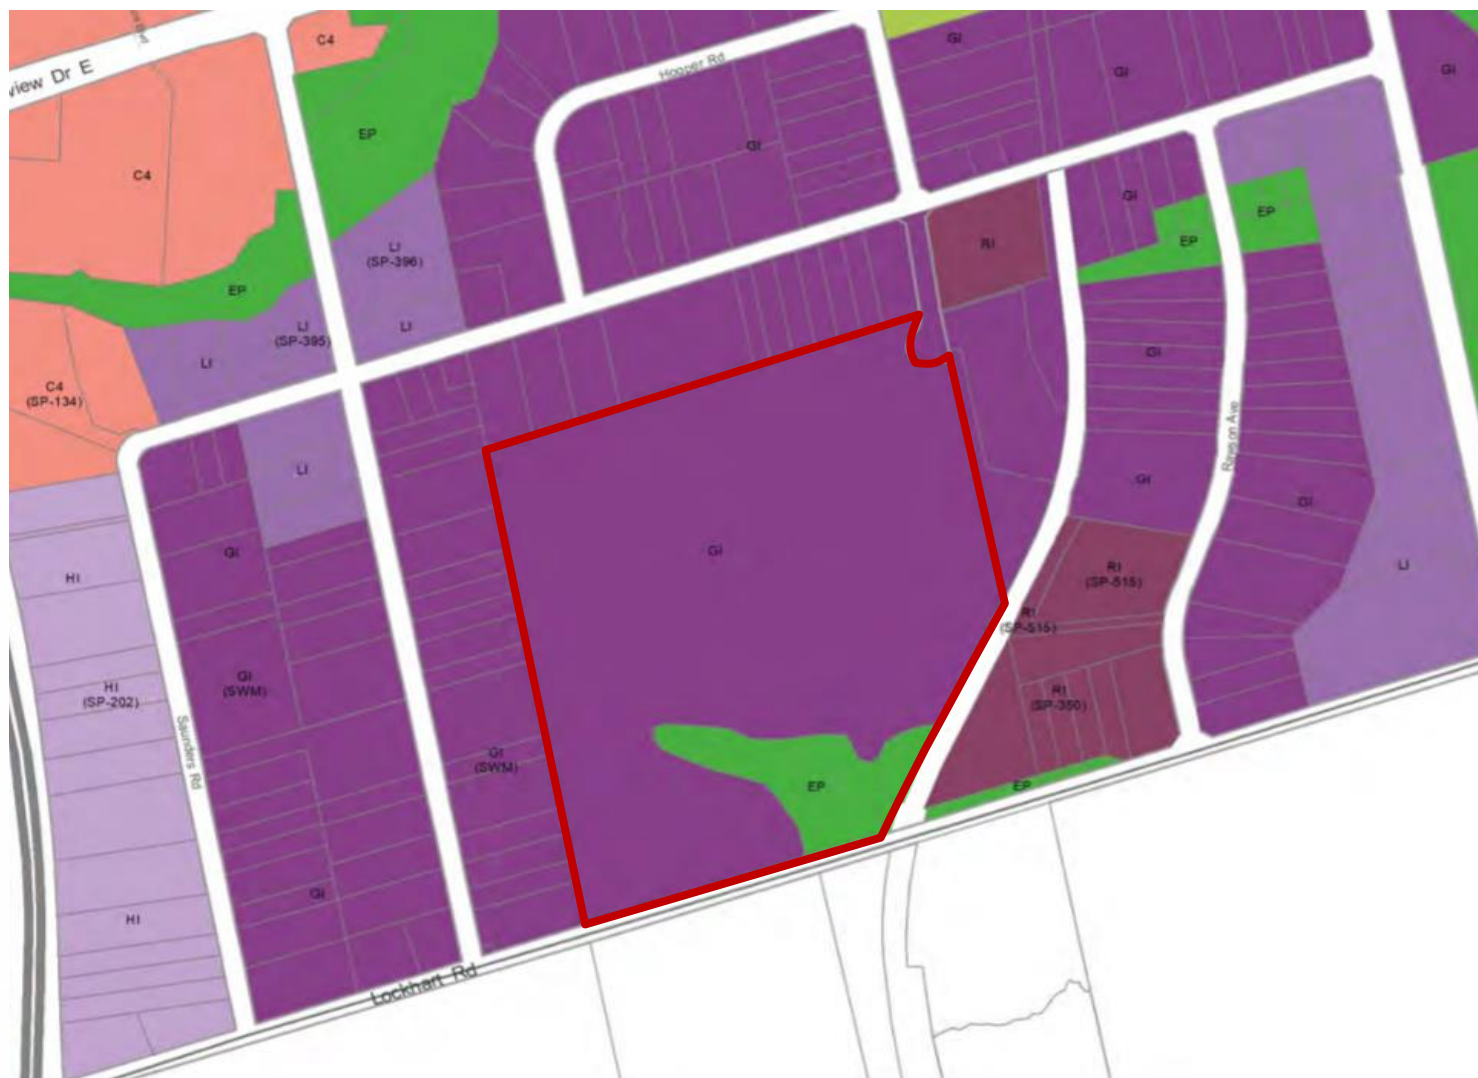 C4
GI
view Dr E
Hooper Rd
GI
GI
EP
GI
C4
GI
RI
EP
EP
LI
(SP-396)
EP
LI
LI
(SP-395)
LI
GI
C4
(SP-134)
LI
GI
GI
GI
GI
GI
HI
RI
(SP-515)
LI
RI
(SP-515)
GI
(SWM)
HI
(SP-202)
RI
(SP-350)
Saunders Rd
GI
(SWM)
EP
EP
GI
HI
Lockhart Rd